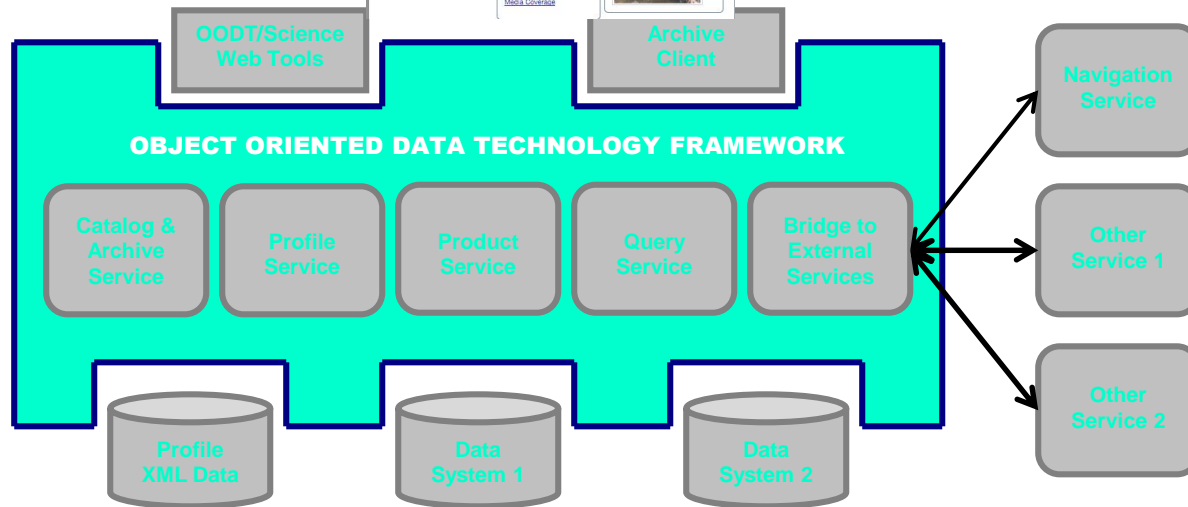 Media Coverage
OODT/Science
Web Tools
Archive
Client
Navigation
Service
OBJECT ORIENTED DATA TECHNOLOGY FRAMEWORK
Catalog &
Archive
Service
Profile
Service
Product
Service
Query
Service
Bridge to
External
Services
Other
Service 1
Other
Service 2
Profile
XML Data
Data
System 1
Data
System 2